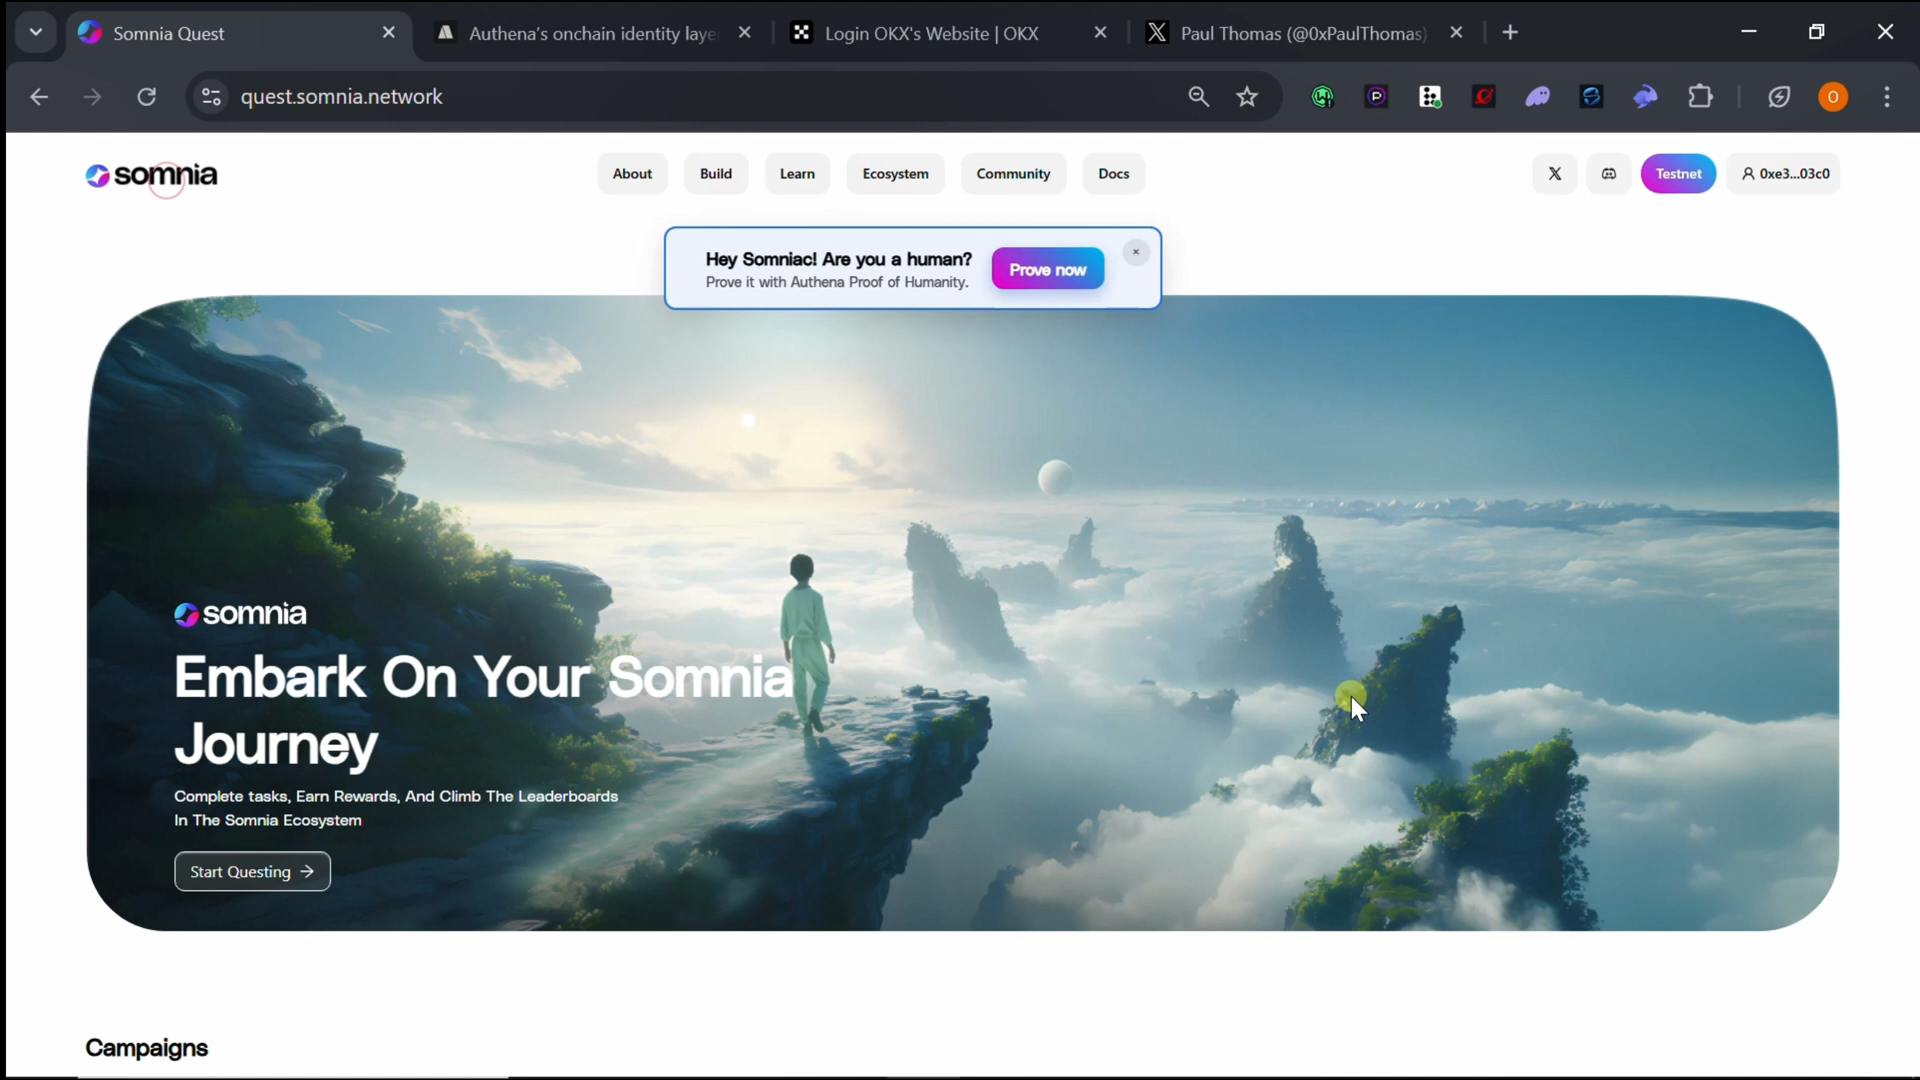 Somnia Quest
Authena's onchain identity laye
Login OKX's Website | OKX
Paul Thomas (@0xPaulThomas)
quest.somnia.network
O
somnia
About
Build
Learn
Ecosystem
Community
Docs
Testnet
0xe3...03c0
Hey Somniac! Are you a human?
Prove it with Authena Proof of Humanity.
Prove now
somnia
Embark On Your Somnia
Journey
Complete tasks, Earn Rewards, And Climb The Leaderboards
In The Somnia Ecosystem
Start Questing →
Campaigns